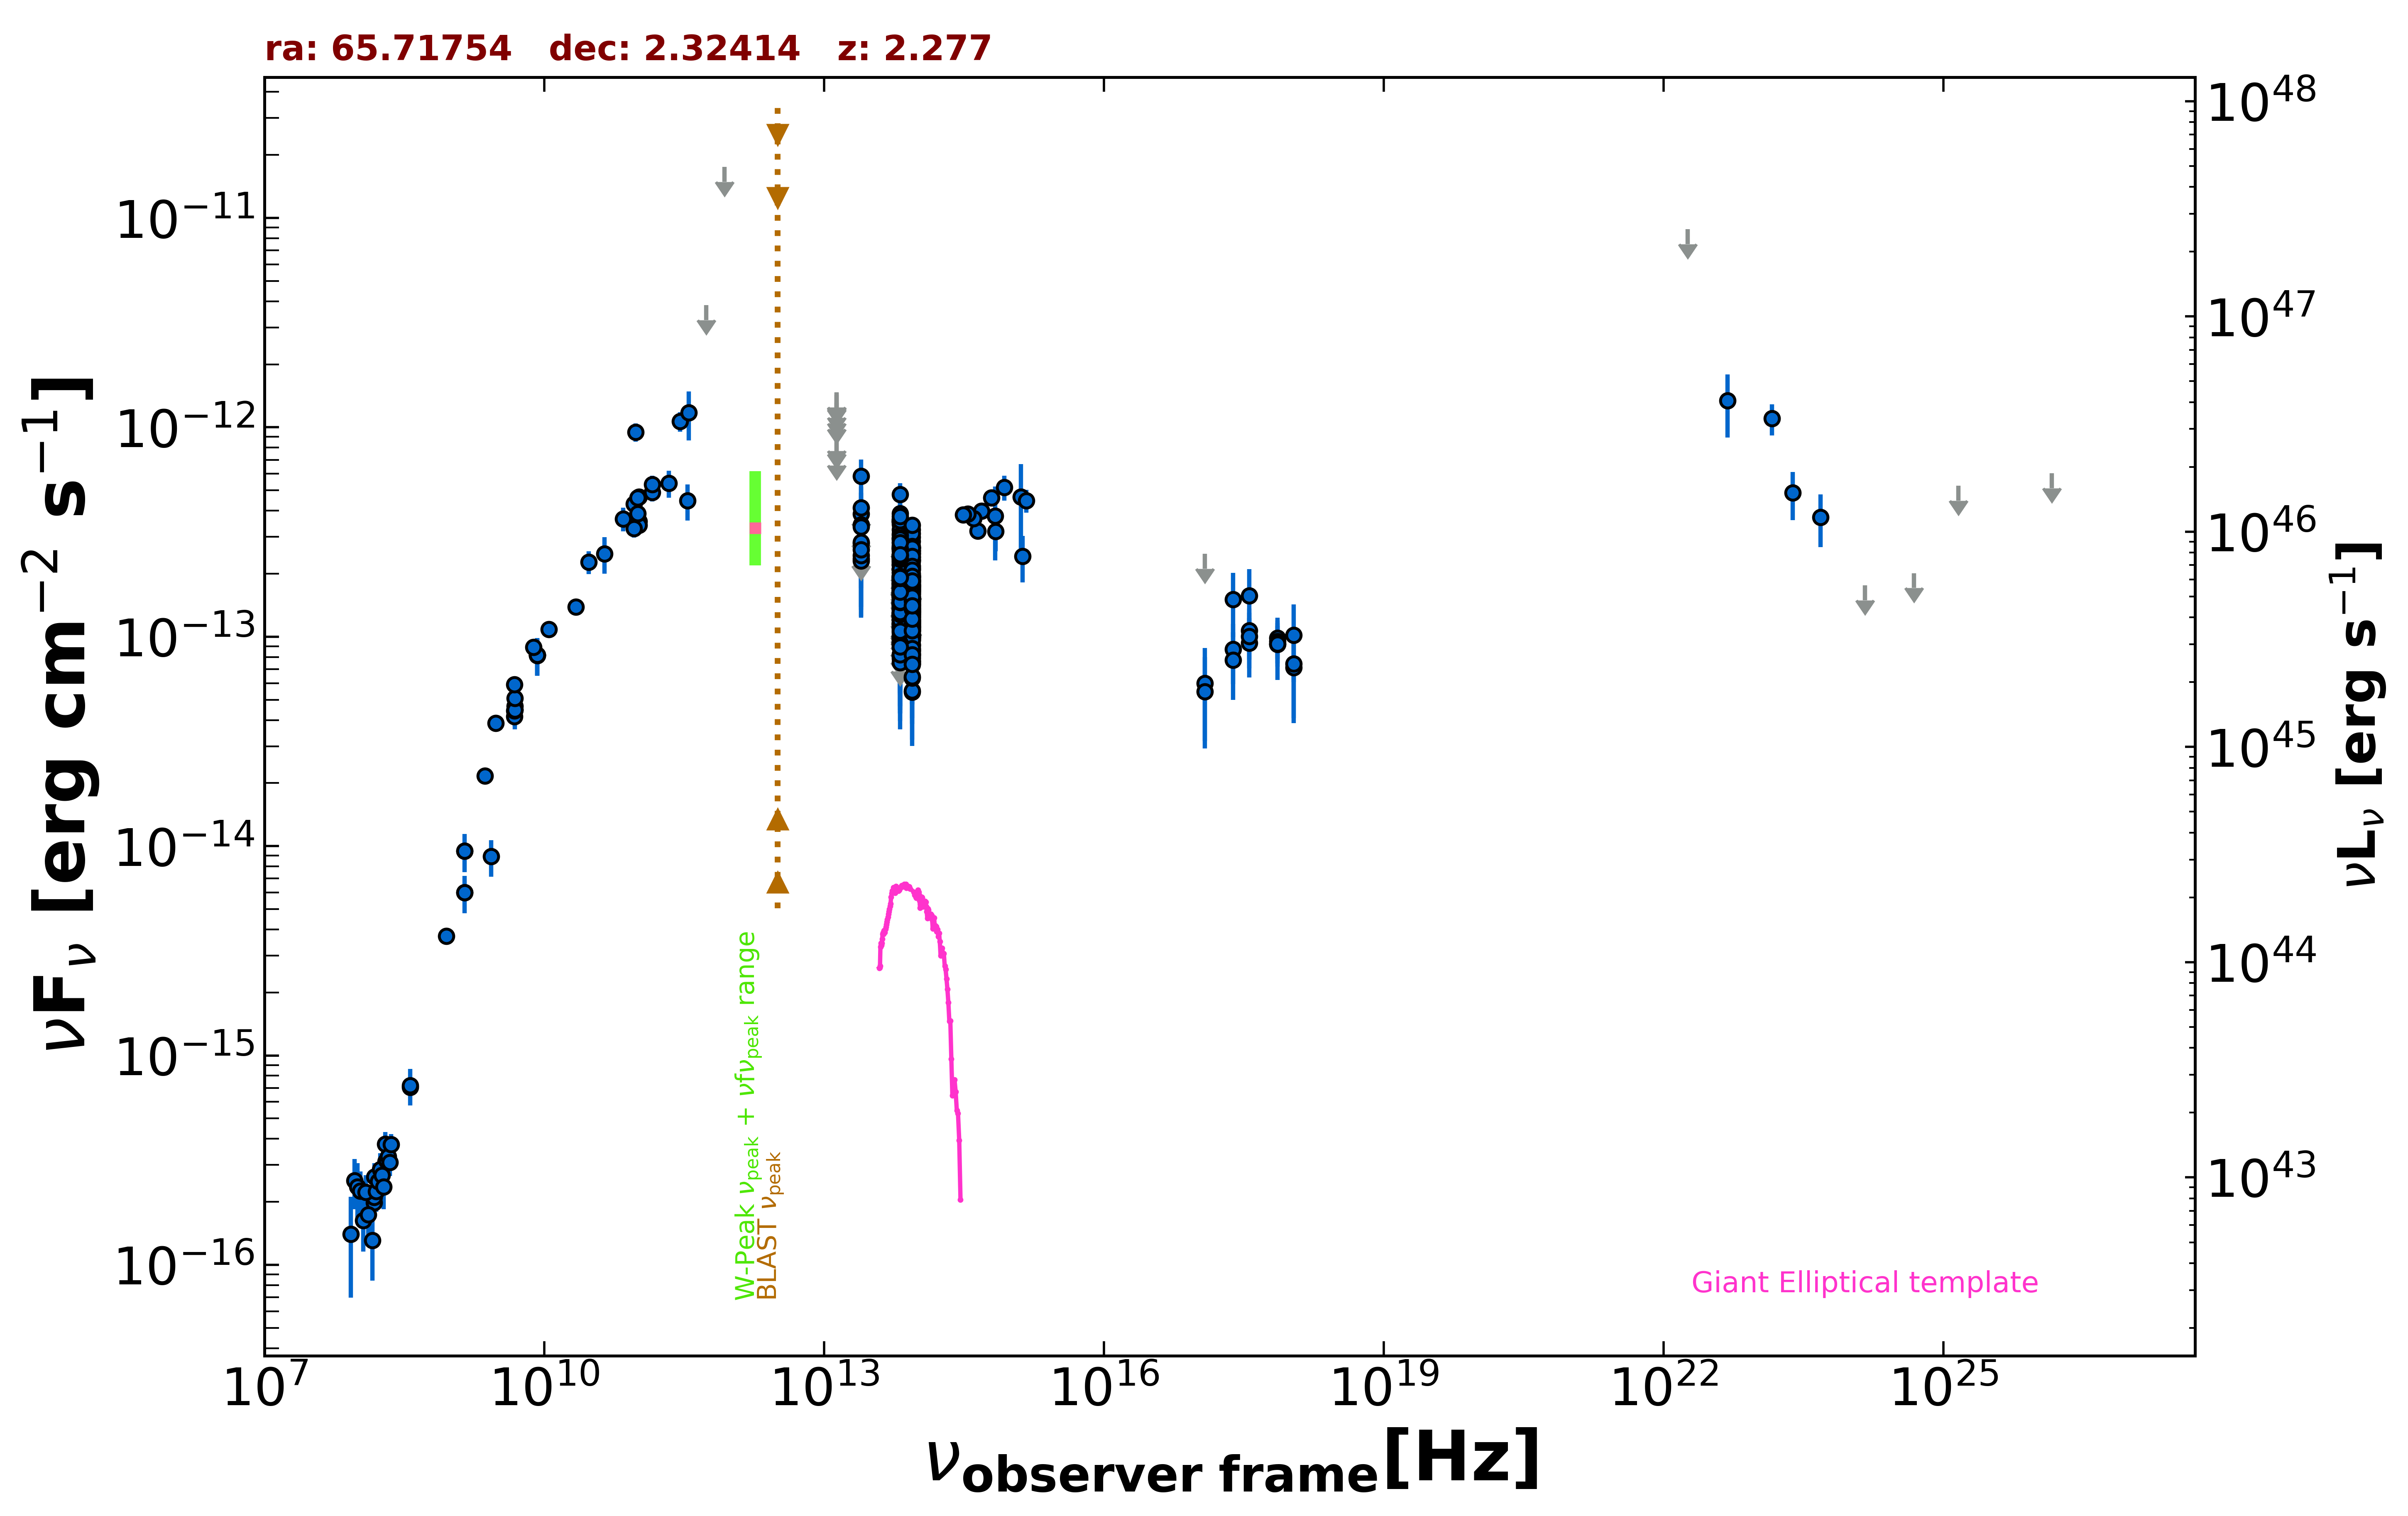 ra: 65.71754 dec: 2.32414 z: 2.277
νFν [erg cm−2 s−1]
10−11
10−12
10−13
10−14
10−15
10−16
1048
1047
1046
1045
1044
1043
νLν [erg s−1]
W-Peak νpeak + νfνpeak range
BLAST νpeak
Giant Elliptical template
107 1010 1013 1016 1019 1022 1025
νobserver frame[Hz]